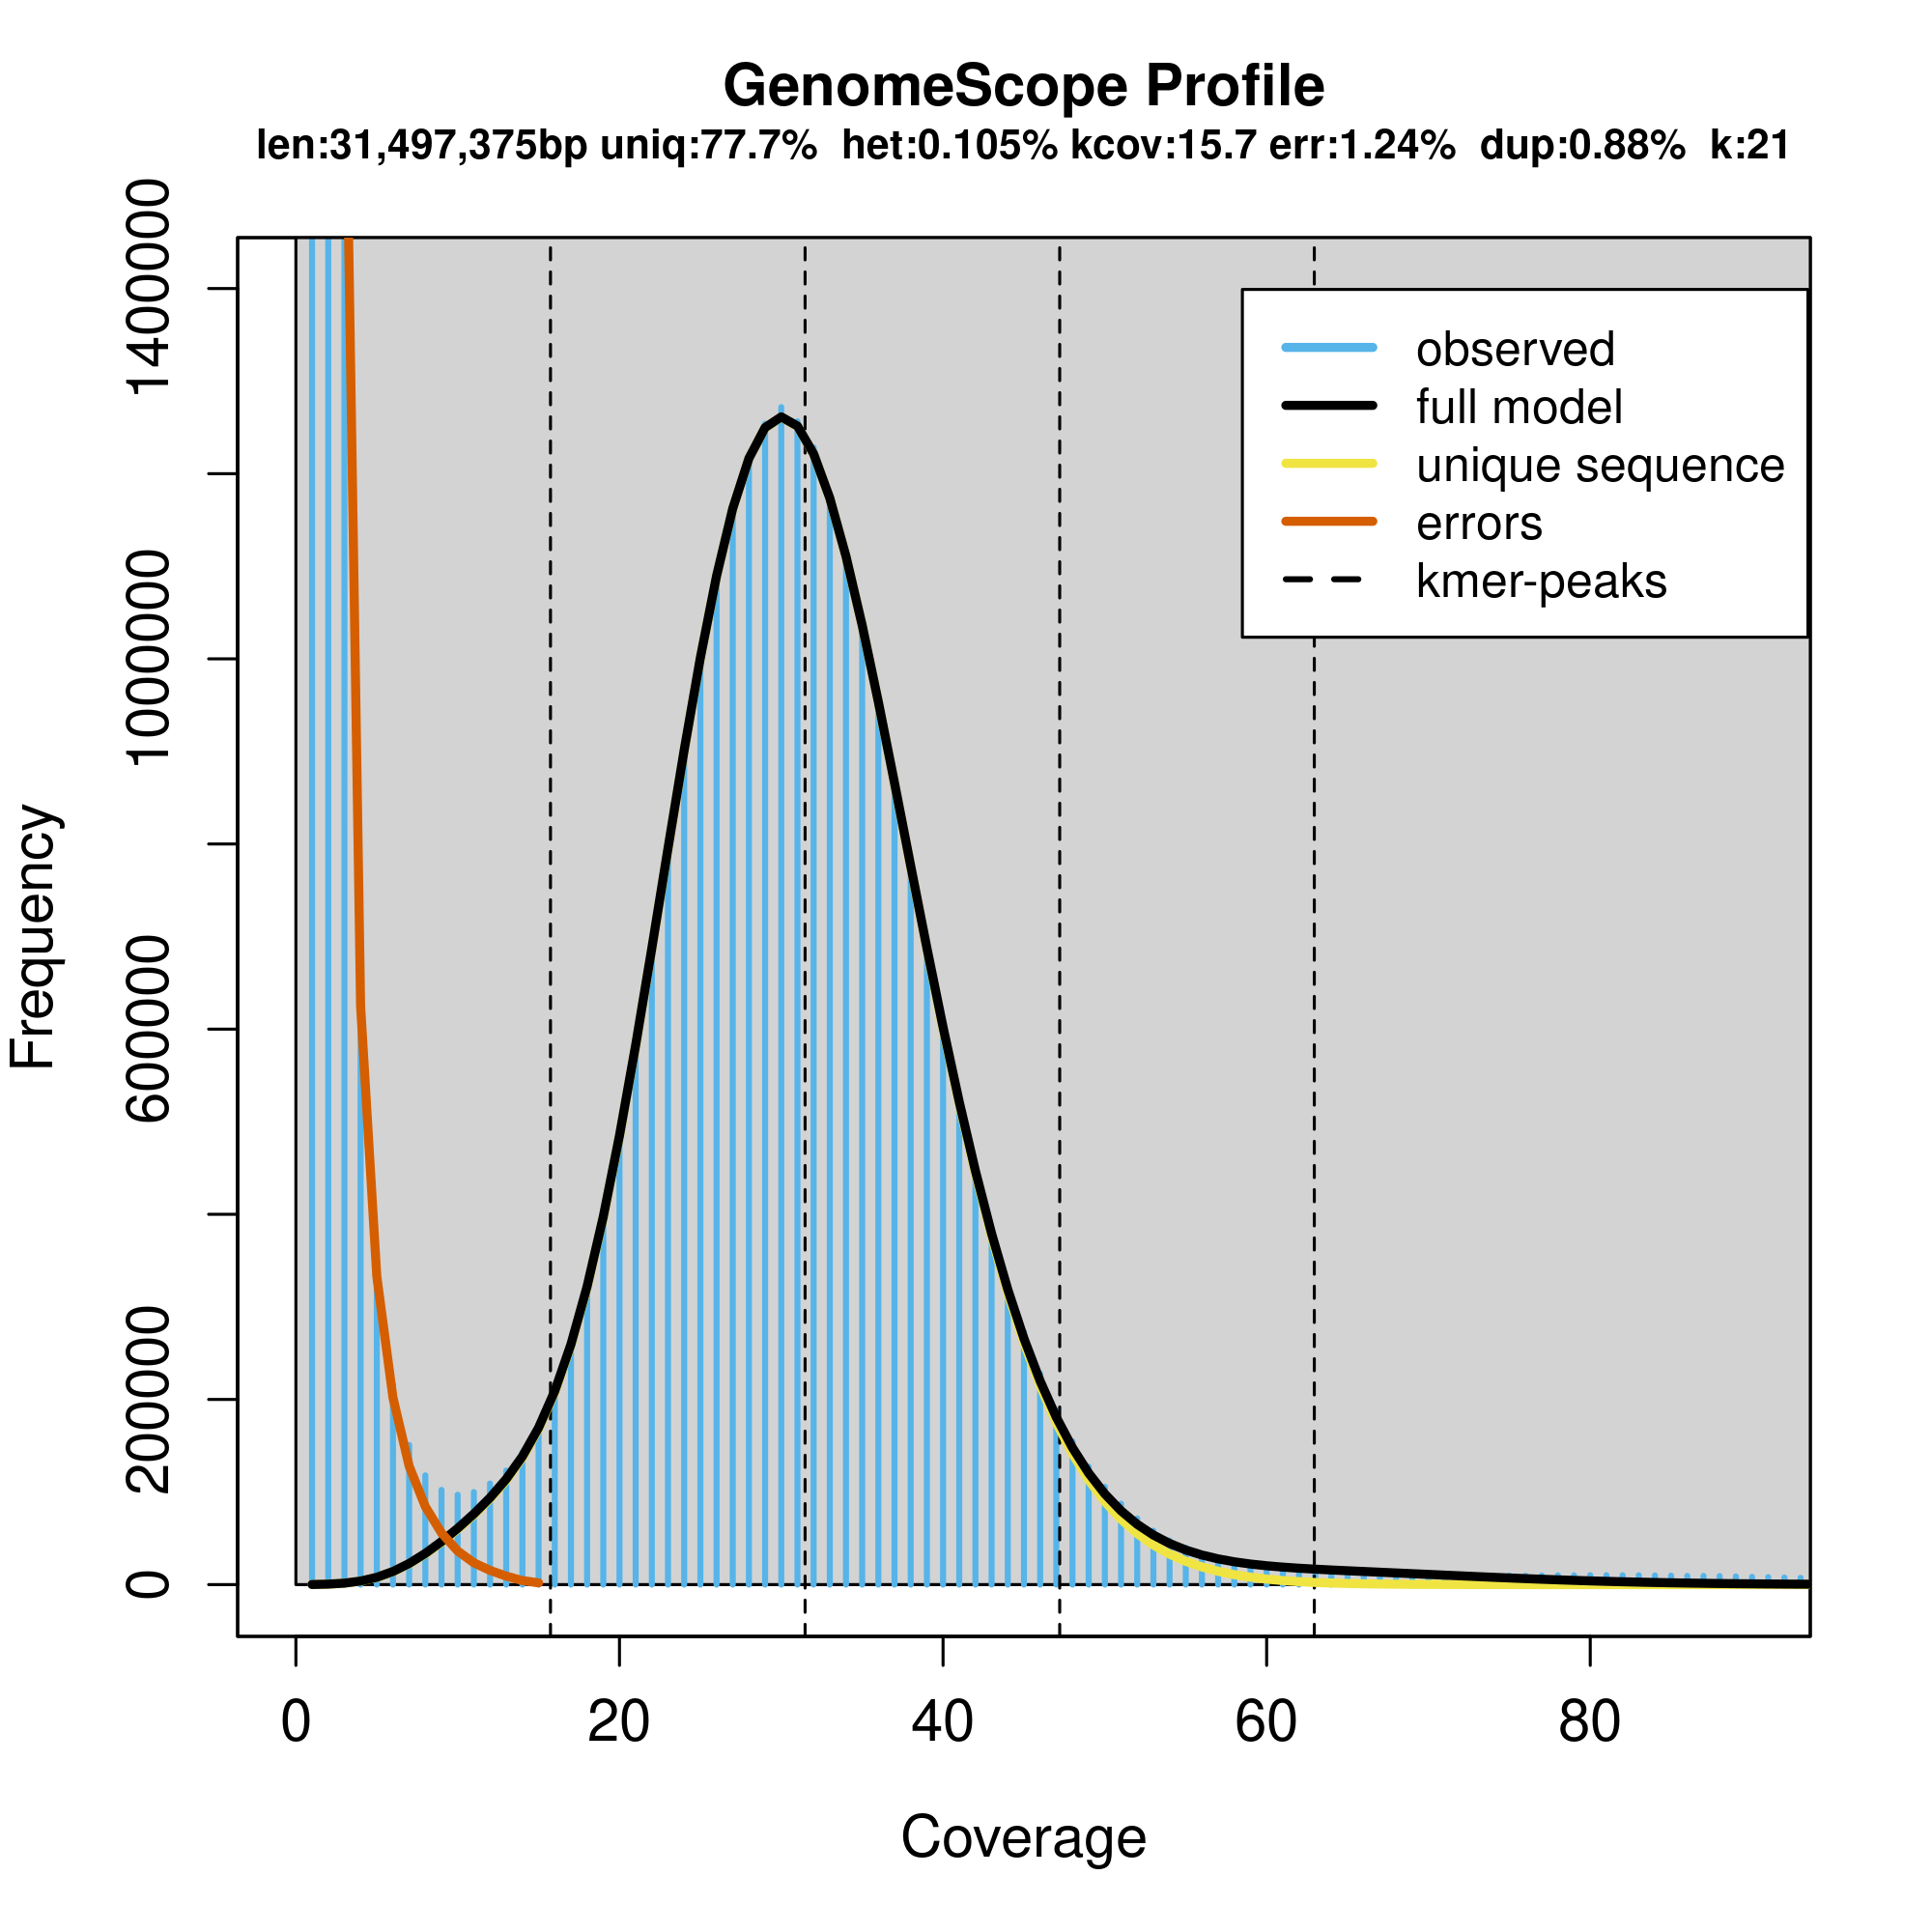 GenomeScope Profile
len:31,497,375bp uniq:77.7% het:0.105% kcov:15.7 err:1.24% dup:0.88% k:21
observed
full model
unique sequence
errors
kmer-peaks
Frequency
1400000
1000000
600000
200000
0
0 20 40 60 80
Coverage